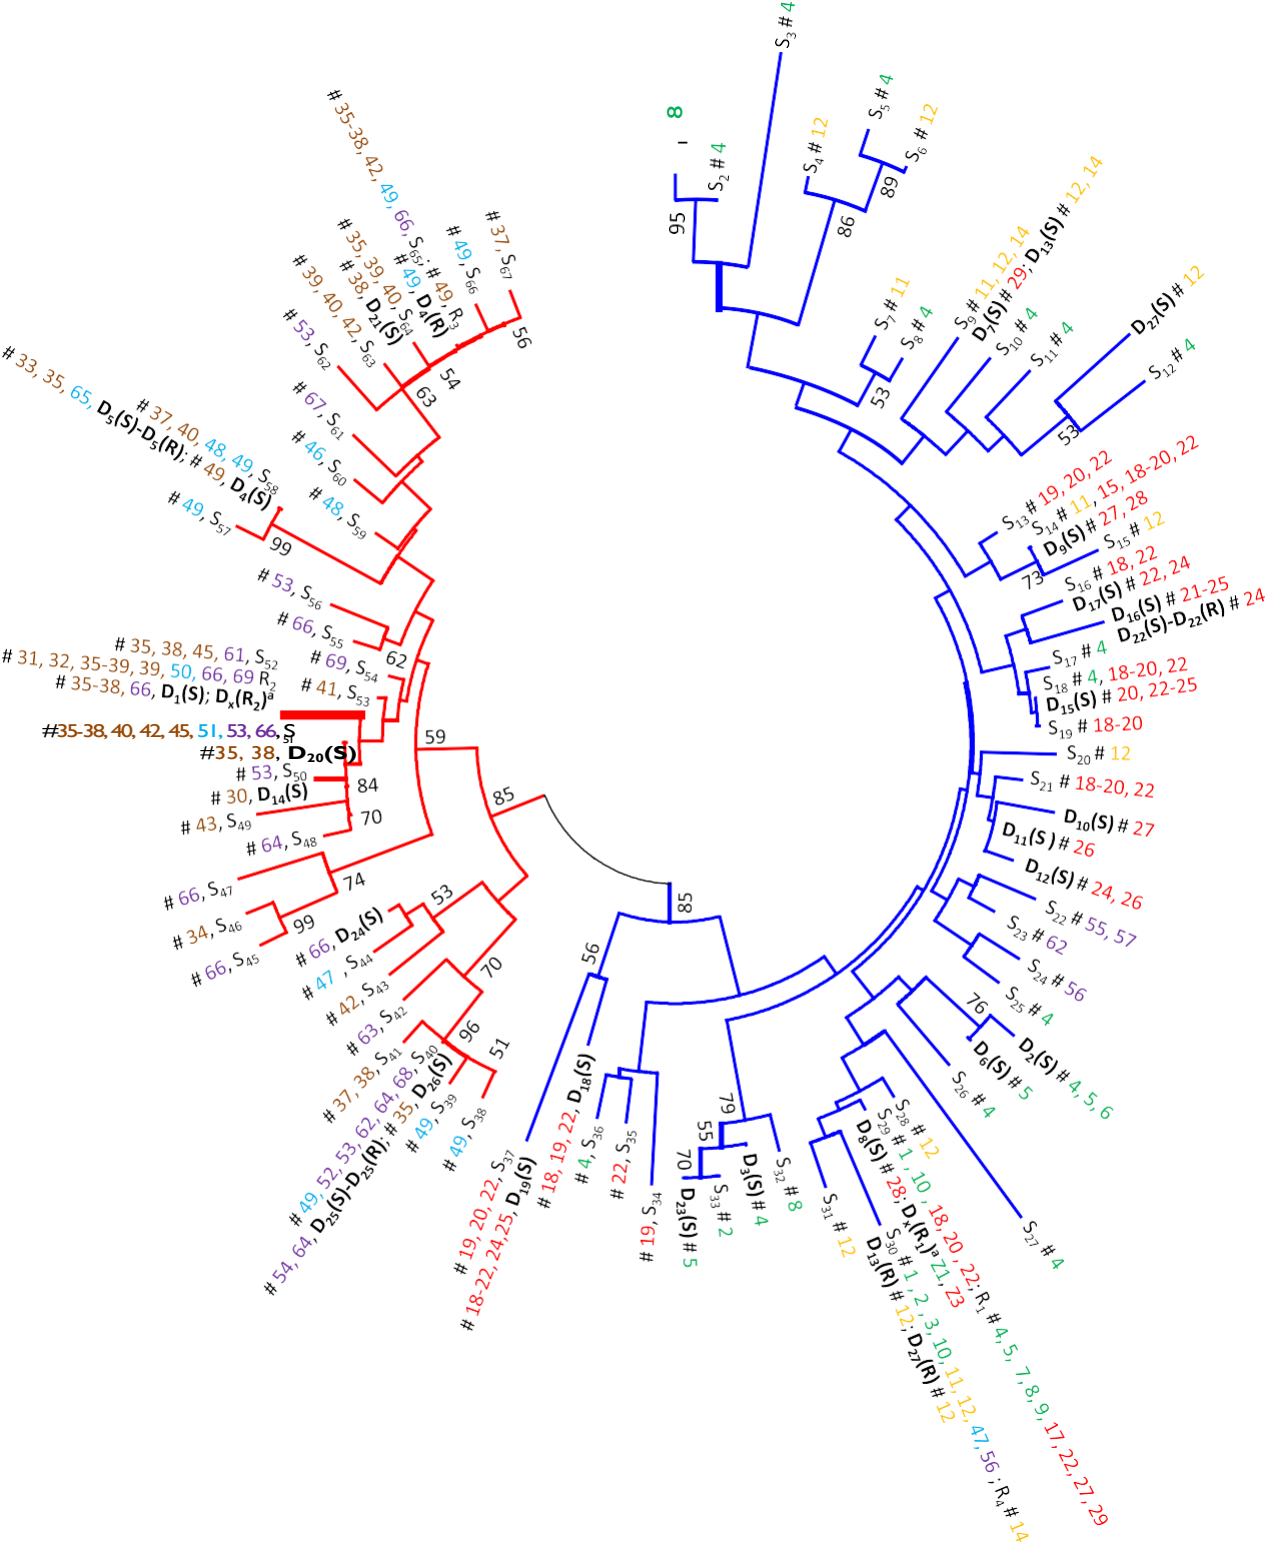 8
ı
S2 # 4
S3 # 4
S4 # 12
S5 # 4
S6 # 12
95
86
89
S7 # 11
S8 # 4
53
S9 # 11, 12, 14
D7(S) # 29; D13(S) # 12, 14
S10 # 4
S11 # 4
D27(S) # 12
S12 # 4
53
S13 # 19, 20, 22
S14 # 11, 15, 18-20, 22
D9(S) # 27, 28
S15 # 12
73
S16 # 18, 22
D17(S) # 22, 24
D16(S) # 21-25
D22(S)-D22(R) # 24
S17 # 4
S18 # 4, 18-20, 22
D15(S) # 20, 22-25
S19 # 18-20
S20 # 12
S21 # 18-20, 22
D10(S) # 27
D11(S ) # 26
D12(S) # 24, 26
S22 # 55, 57
S23 # 62
S24 # 56
S25 # 4
76
D2(S) # 4, 5, 6
D6(S) # 5
S26 # 4
S27 # 4
S28 # 12
S29 # 1 , 10 , 18, 20 , 22; R1 # 4, 5, 7, 8, 9, 17, 22, 27, 29
D8(S) # 28; Dx(R1)a Z1, Z3
S30 # 1, 2 , 3, 10, 11, 12, 47, 56 ; R4 # 14
D13(R) # 12; D27(R) # 12
S31 # 12
S32 # 8
D3(S) # 4
S33 # 2
D23(S) # 5
79
55
70
# 19, S34
# 22, S35
# 4, S36
# 18, 19, 22, D18(S)
# 19, 20, 22, S37
# 18-22, 24,25, D19(S)
56
85
85
# 49, S38
# 49, S39
# 49, 52, 53, 62, 64, 68, S40
# 54, 64, D25(S)-D25(R); # 35, D26(S)
# 37, 38, S41
51
96
70
# 63, S42
# 42, S43
# 47 , S44
# 66, D24(S)
53
# 66, S45
# 34, S46
# 66, S47
99
74
59
# 64, S48
# 43, S49
# 30, D14(S)
# 53, S50
70
84
#35, 38, D20(S)
#35-38, 40, 42, 45, 51, 53, 66, S51
# 35-38, 66, D1(S); Dx(R2)a
# 31, 32, 35-39, 39, 50, 66, 69 R2
# 35, 38, 45, 61, S52
# 41, S53
# 69, S54
62
# 66, S55
# 53, S56
# 49, S57
99
# 37, 40, 48, 49, S58
# 33, 35, 65, D5(S)-D5(R); # 49, D4(S)
# 48, S59
# 46, S60
# 67, S61
# 53, S62
# 39, 40, 42, S63
# 38, D21(S)
# 35, 39, 40, S64
# 49, D4(R)
# 35-38, 42, 49, 66, S65; # 49, R3
# 49, S66
# 37, S67
63
54
56